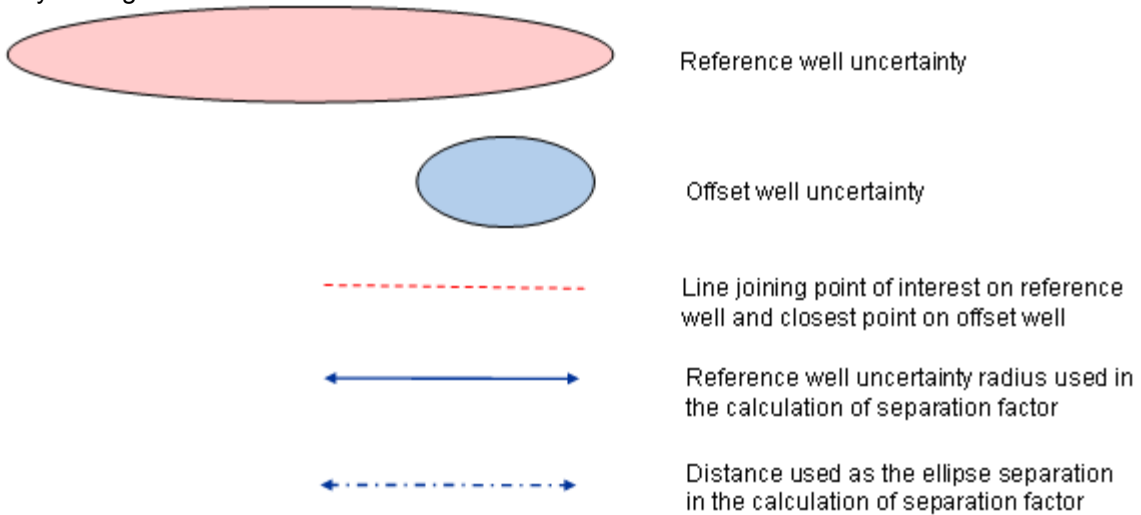 Reference well uncertainty
Offset well uncertainty
Line joining point of interest on reference
well and closest point on offset well
Reference well uncertainty radius used in
the calculation of separation factor
Distance used as the ellipse separation
in the calculation of separation factor